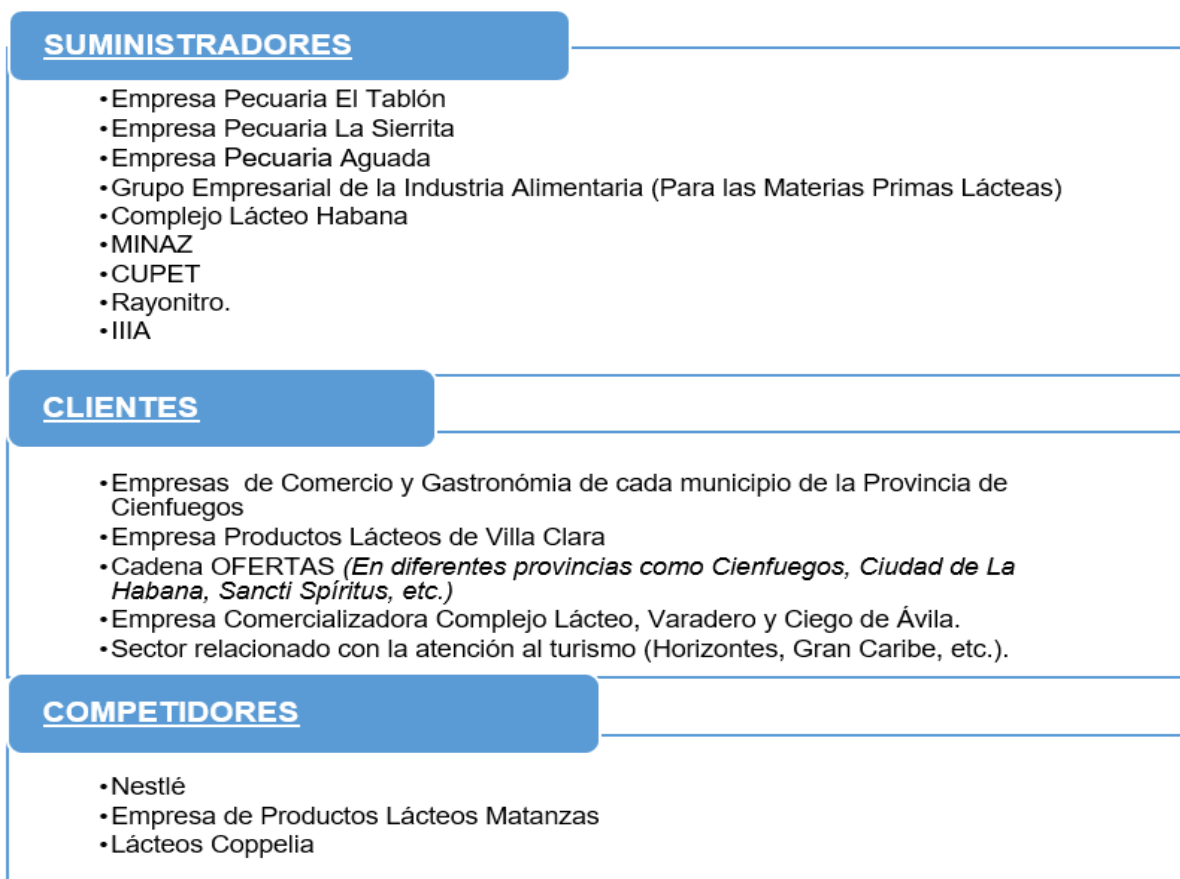 SUMINISTRADORES
•Empresa Pecuaria El Tablón
•Empresa Pecuaria La Sierrita
•Empresa Pecuaria Aguada
•Grupo Empresarial de la Industria Alimentaria (Para las Materias Primas Lácteas)
•Complejo Lácteo Habana
•MINAZ
•CUPET
•Rayonitro.
•IIIA
CLIENTES
•Empresas  de Comercio y Gastronómia de cada municipio de la Provincia de
Cienfuegos
•Empresa Productos Lácteos de Villa Clara
•Cadena OFERTAS (En diferentes provincias como Cienfuegos, Ciudad de La
Habana, Sancti Spíritus, etc.)
•Empresa Comercializadora Complejo Lácteo, Varadero y Ciego de Ávila.
•Sector relacionado con la atención al turismo (Horizontes, Gran Caribe, etc.).
COMPETIDORES
•Nestlé
•Empresa de Productos Lácteos Matanzas
•Lácteos Coppelia